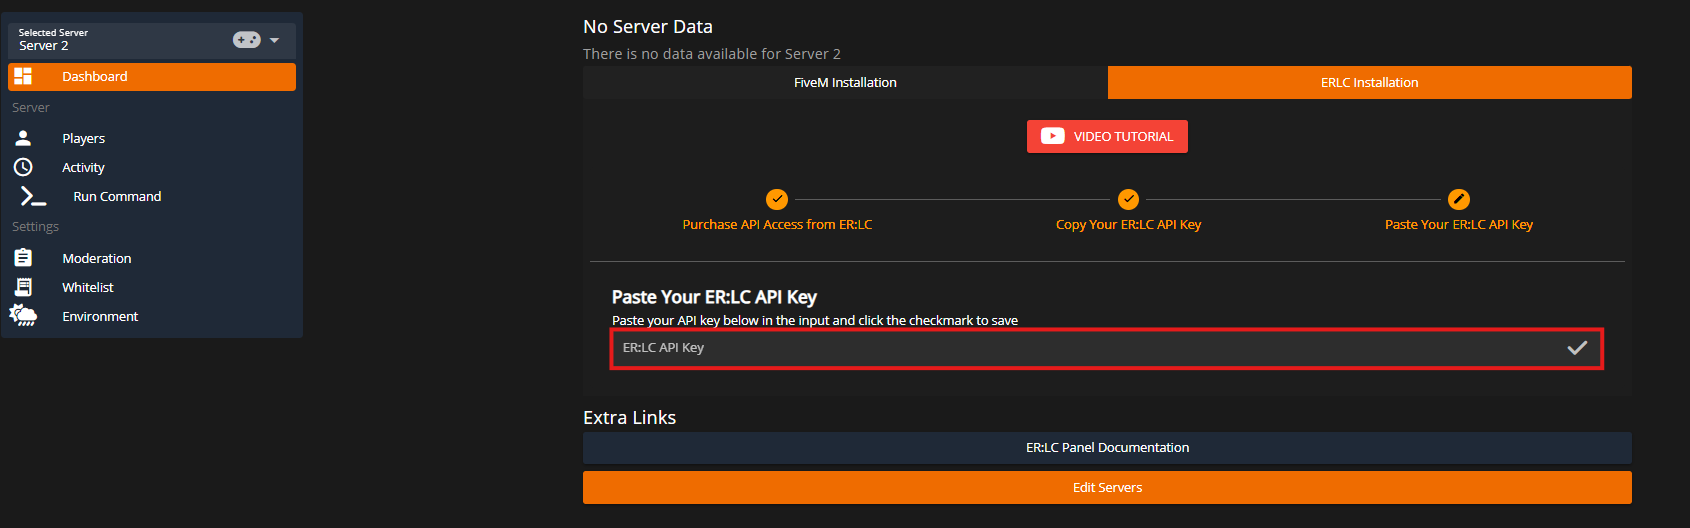 Selected Server
Server 2
Dashboard
Server
Players
Activity
Run Command
Settings
Moderation
Whitelist
Environment
No Server Data
There is no data available for Server 2
FiveM Installation
ERLC Installation
VIDEO TUTORIAL
Purchase API Access from ER:LC
Copy Your ER:LC API Key
Paste Your ER:LC API Key
Paste Your ER:LC API Key
Paste your API key below in the input and click the checkmark to save
ER:LC API Key
Extra Links
ER:LC Panel Documentation
Edit Servers